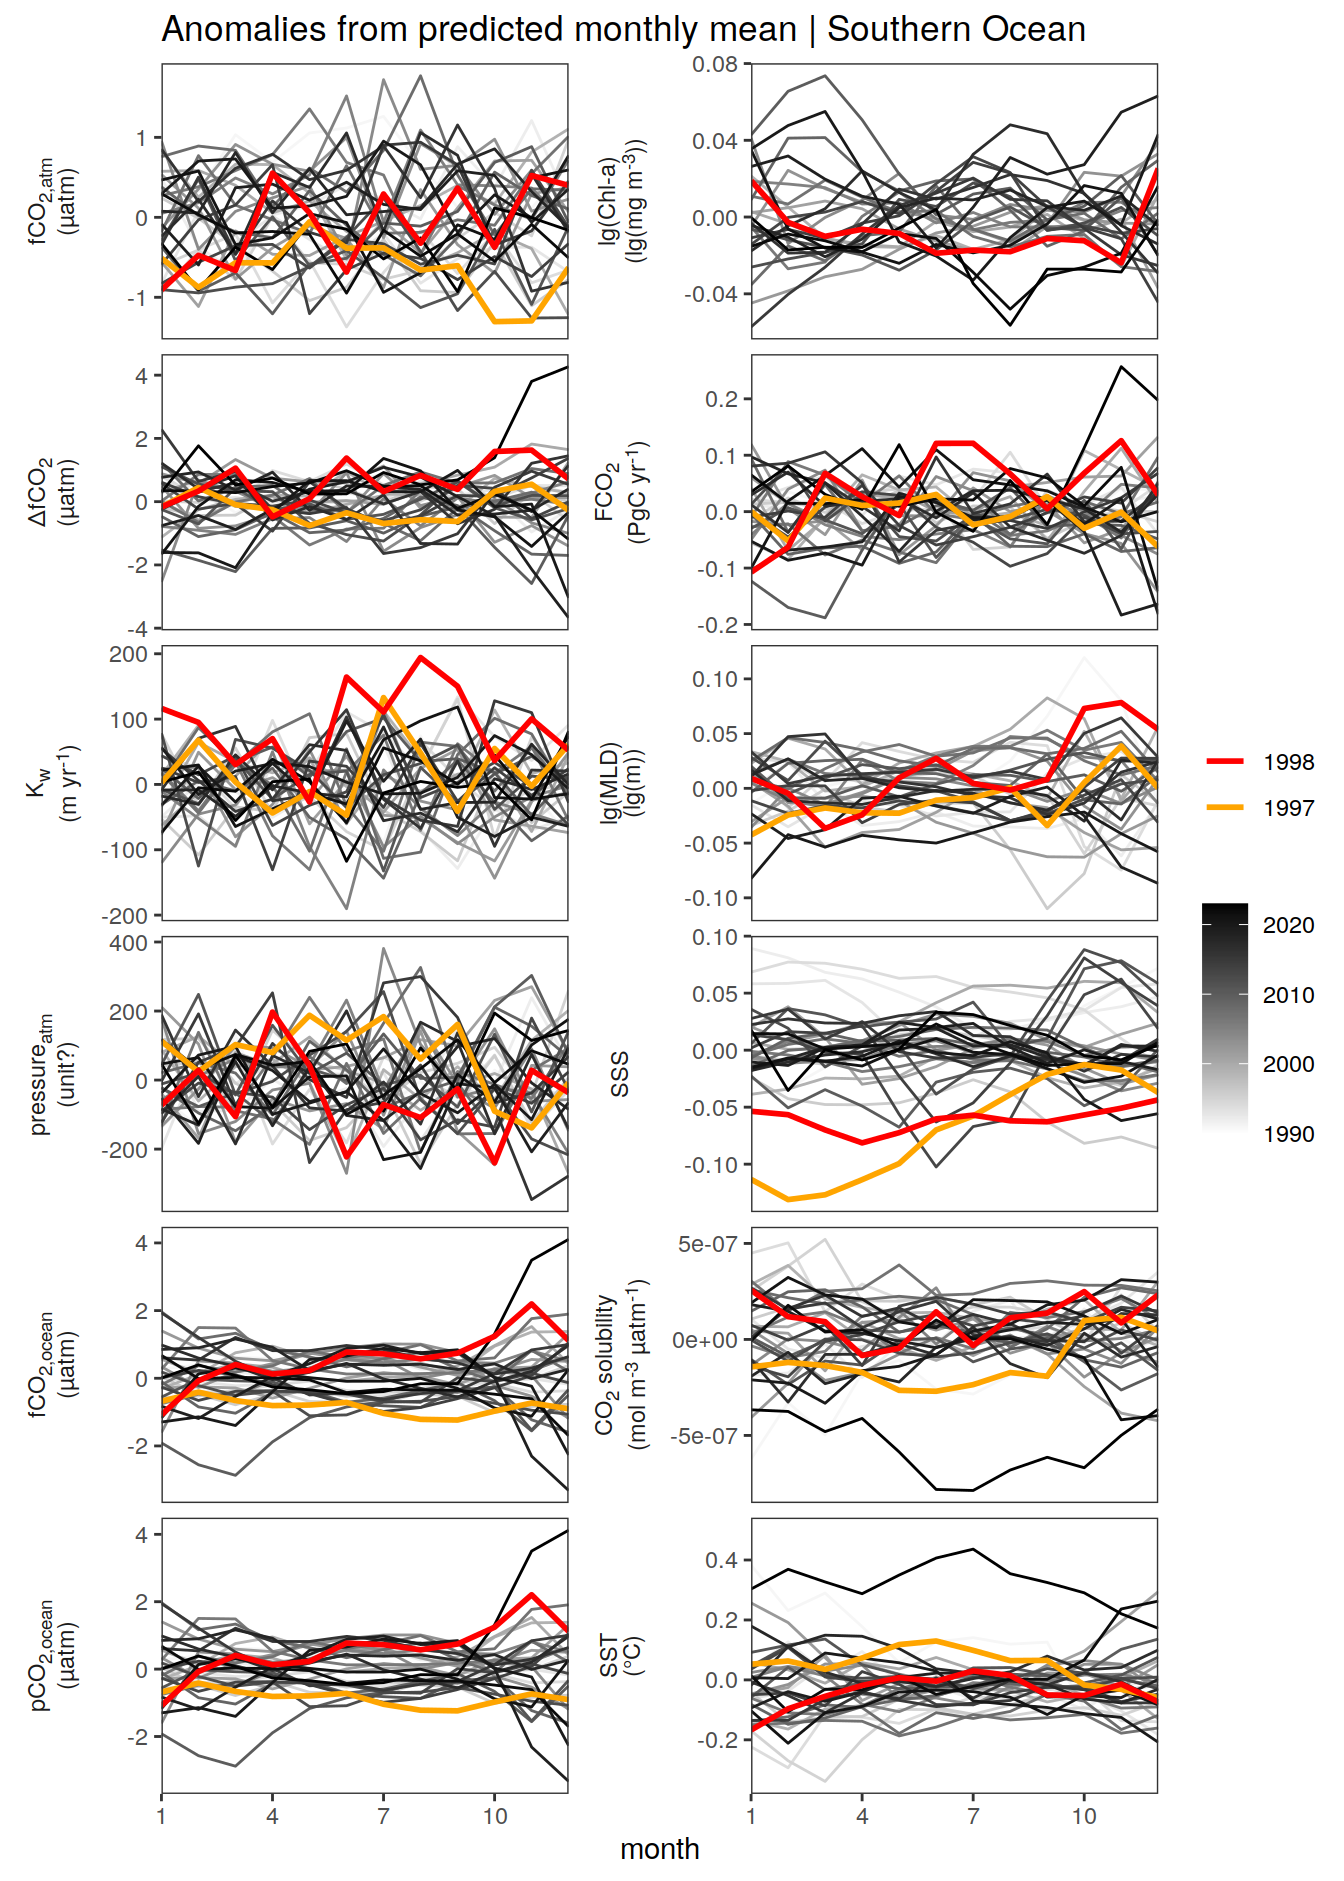 Anomalies from predicted monthly mean | Southern Ocean
fCO2,atm
(µatm)
1
0
-1
lg(Chl-a)
(lg(mg m-3))
0.08
0.04
0.00
-0.04
ΔfCO2
(µatm)
4
2
0
-2
-4
FCO2
(PgC yr-1)
0.2
0.1
0.0
-0.1
-0.2
Kw
(m yr-1)
200
100
0
-100
-200
lg(MLD)
(lg(m))
0.10
0.05
0.00
-0.05
-0.10
pressureatm
(unit?)
400
200
0
-200
SSS
0.10
0.05
0.00
-0.05
-0.10
fCO2,ocean
(µatm)
4
2
0
-2
CO2 solubility
(mol m-3 µatm-1)
5e-07
0e+00
-5e-07
pCO2,ocean
(µatm)
4
2
0
-2
SST
(°C)
0.4
0.2
0.0
-0.2
1 4 7 10
1 4 7 10
month
1998
1997
2020
2010
2000
1990